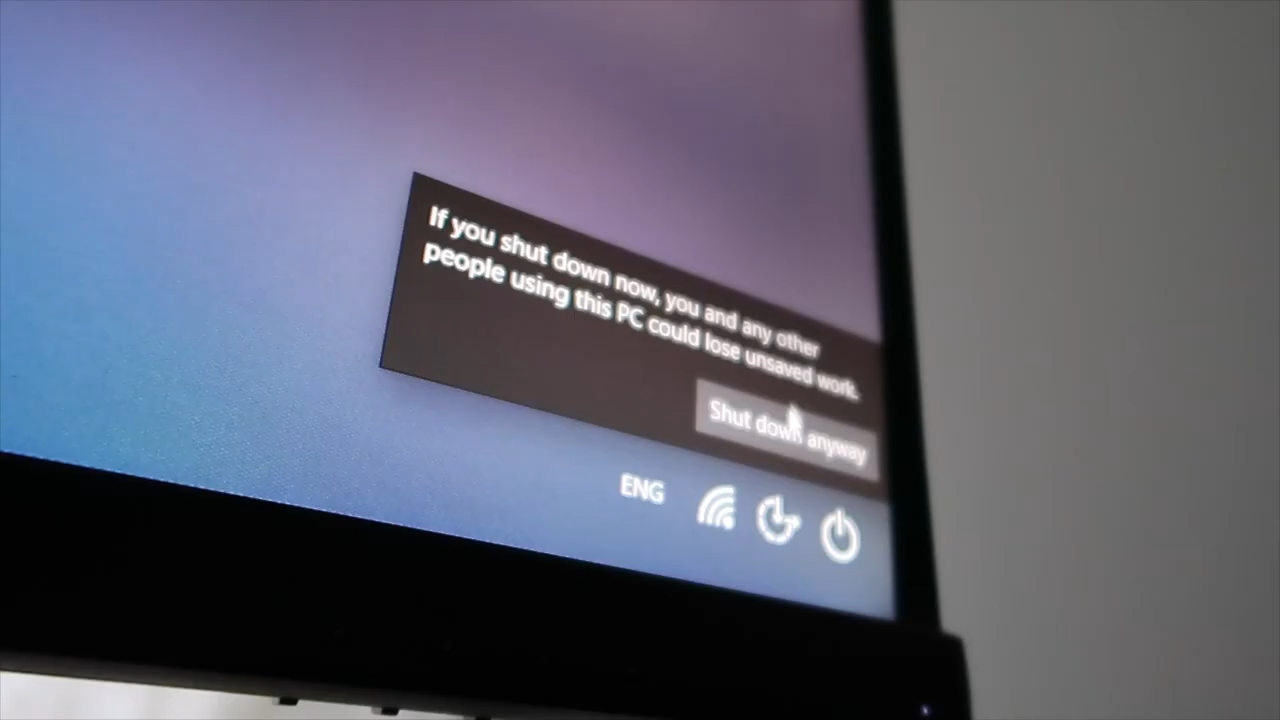 If you shut down now, you and any other
people using this PC could lose unsaved work.
Shut down anyway
ENG